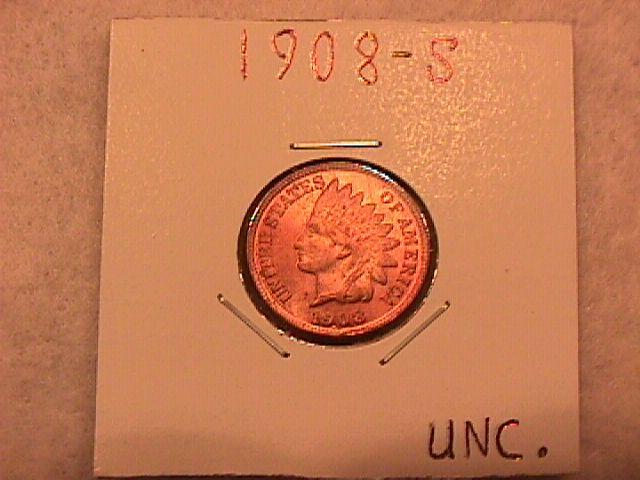 1908-S
UNITED STATES OF AMERICA
1908
UNC.